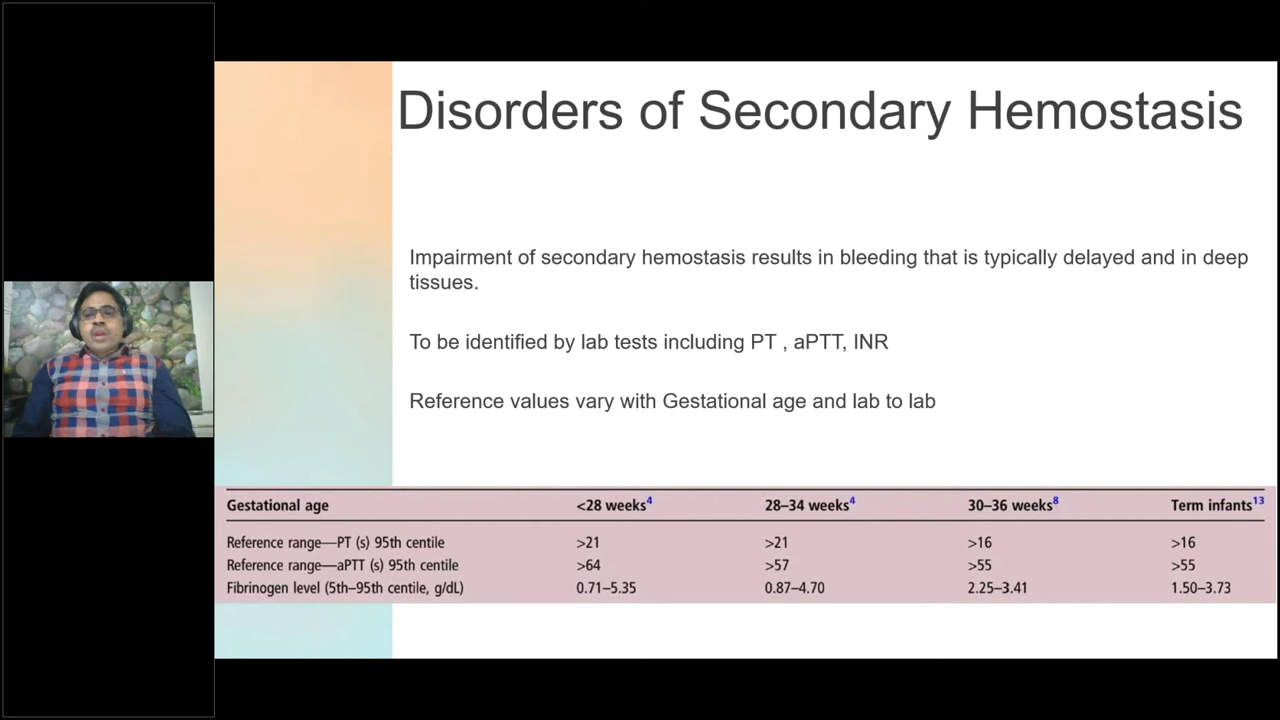 Disorders of Secondary Hemostasis
Impairment of secondary hemostasis results in bleeding that is typically delayed and in deep
tissues.
To be identified by lab tests including PT , aPTT, INR
Reference values vary with Gestational age and lab to lab
Gestational age <28 weeks4 28–34 weeks4 30–36 weeks8 Term infants13
Reference range—PT (s) 95th centile >21 >21 >16 >16
Reference range—aPTT (s) 95th centile >64 >57 >55 >55
Fibrinogen level (5th–95th centile, g/dL) 0.71–5.35 0.87–4.70 2.25–3.41 1.50–3.73